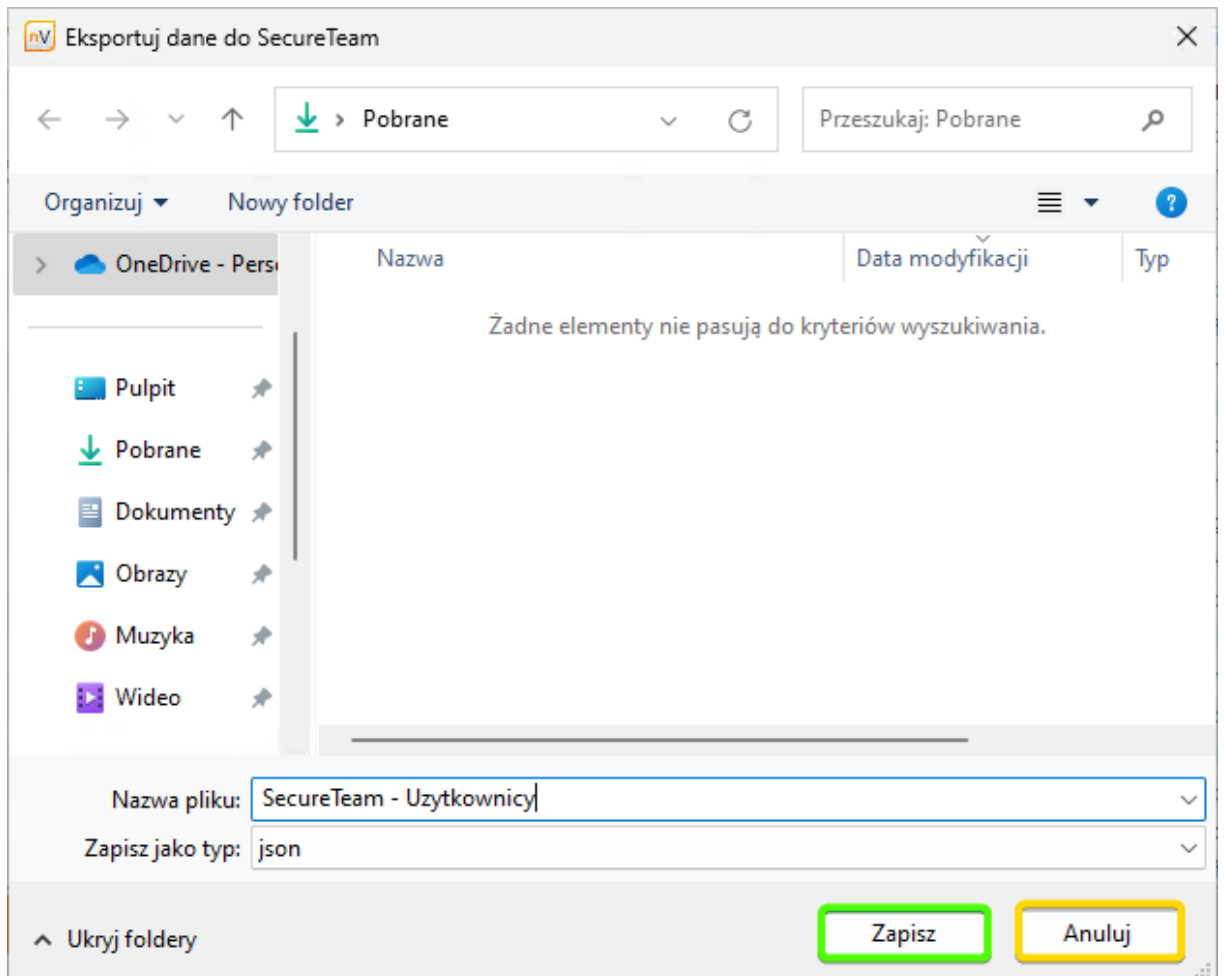 nV Eksportuj dane do SecureTeam
Pobrane
Przeszukaj: Pobrane
Organizuj
Nowy folder
?
OneDrive - Pers
Nazwa
Data modyfikacji
Typ
Żadne elementy nie pasują do kryteriów wyszukiwania.
Pulpit
Pobrane
Dokumenty
Obrazy
Muzyka
Wideo
Nazwa pliku: SecureTeam - Uzytkownicy
Zapisz jako typ: json
Ukryj foldery
Zapisz
Anuluj